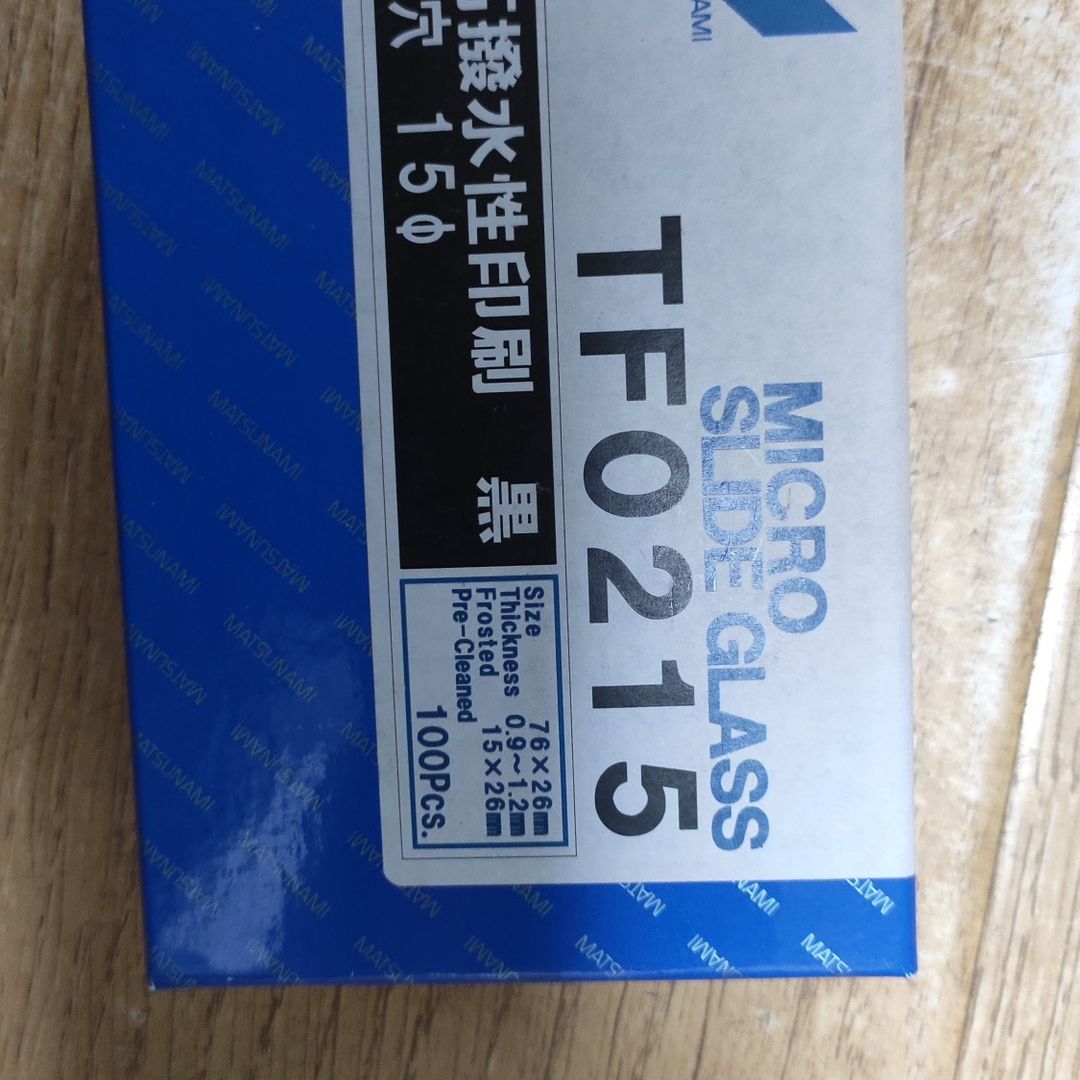 MICRO
SLIDE GLASS
TF0215
撥水性印刷 黒
穴 15φ
Size 76×26㎜
Thickness 0.9～1.2㎜
Frosted 15×26㎜
Pre-Cleaned
100Pcs.
MATSUNAMI